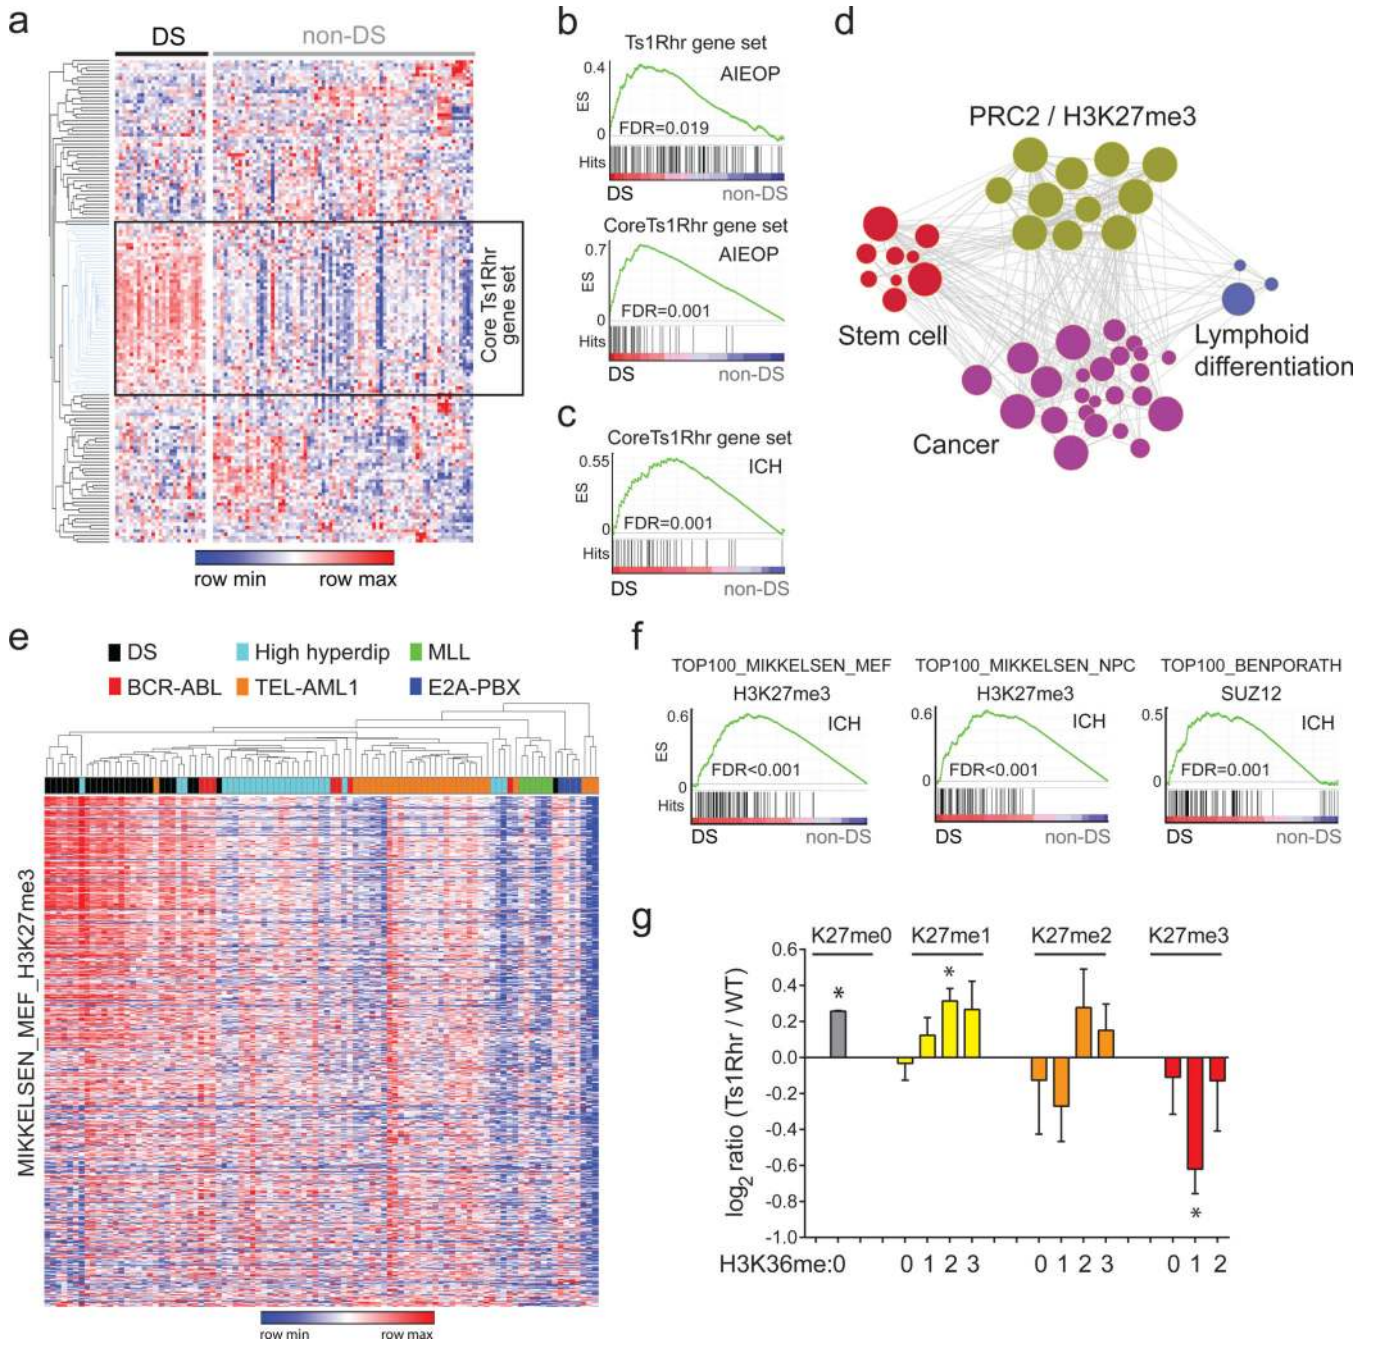 a
DS
non-DS
Core Ts1Rhr
gene set
row min
row max
b
Ts1Rhr gene set
0.4
AIEOP
ES
FDR=0.019
0
Hits
DS
non-DS
CoreTs1Rhr gene set
0.7
AIEOP
ES
FDR=0.001
0
Hits
DS
non-DS
c
CoreTs1Rhr gene set
0.55
ICH
ES
FDR=0.001
0
Hits
DS
non-DS
d
PRC2 / H3K27me3
Stem cell
Lymphoid
differentiation
Cancer
e
DS
High hyperdip
MLL
BCR-ABL
TEL-AML1
E2A-PBX
MIKKELSEN_MEF_H3K27me3
row min
row max
f
TOP100_MIKKELSEN_MEF
H3K27me3
0.6
ICH
ES
FDR<0.001
0
Hits
DS
non-DS
TOP100_MIKKELSEN_NPC
H3K27me3
0.6
ICH
FDR<0.001
0
DS
non-DS
TOP100_BENPORATH
SUZ12
0.5
ICH
FDR=0.001
0
DS
non-DS
g
K27me0
K27me1
K27me2
K27me3
log2 ratio (Ts1Rhr / WT)
0.6
0.4
0.2
0.0
-0.2
-0.4
-0.6
-0.8
-1.0
*
*
*
H3K36me:0
0 1 2 3
0 1 2 3
0 1 2